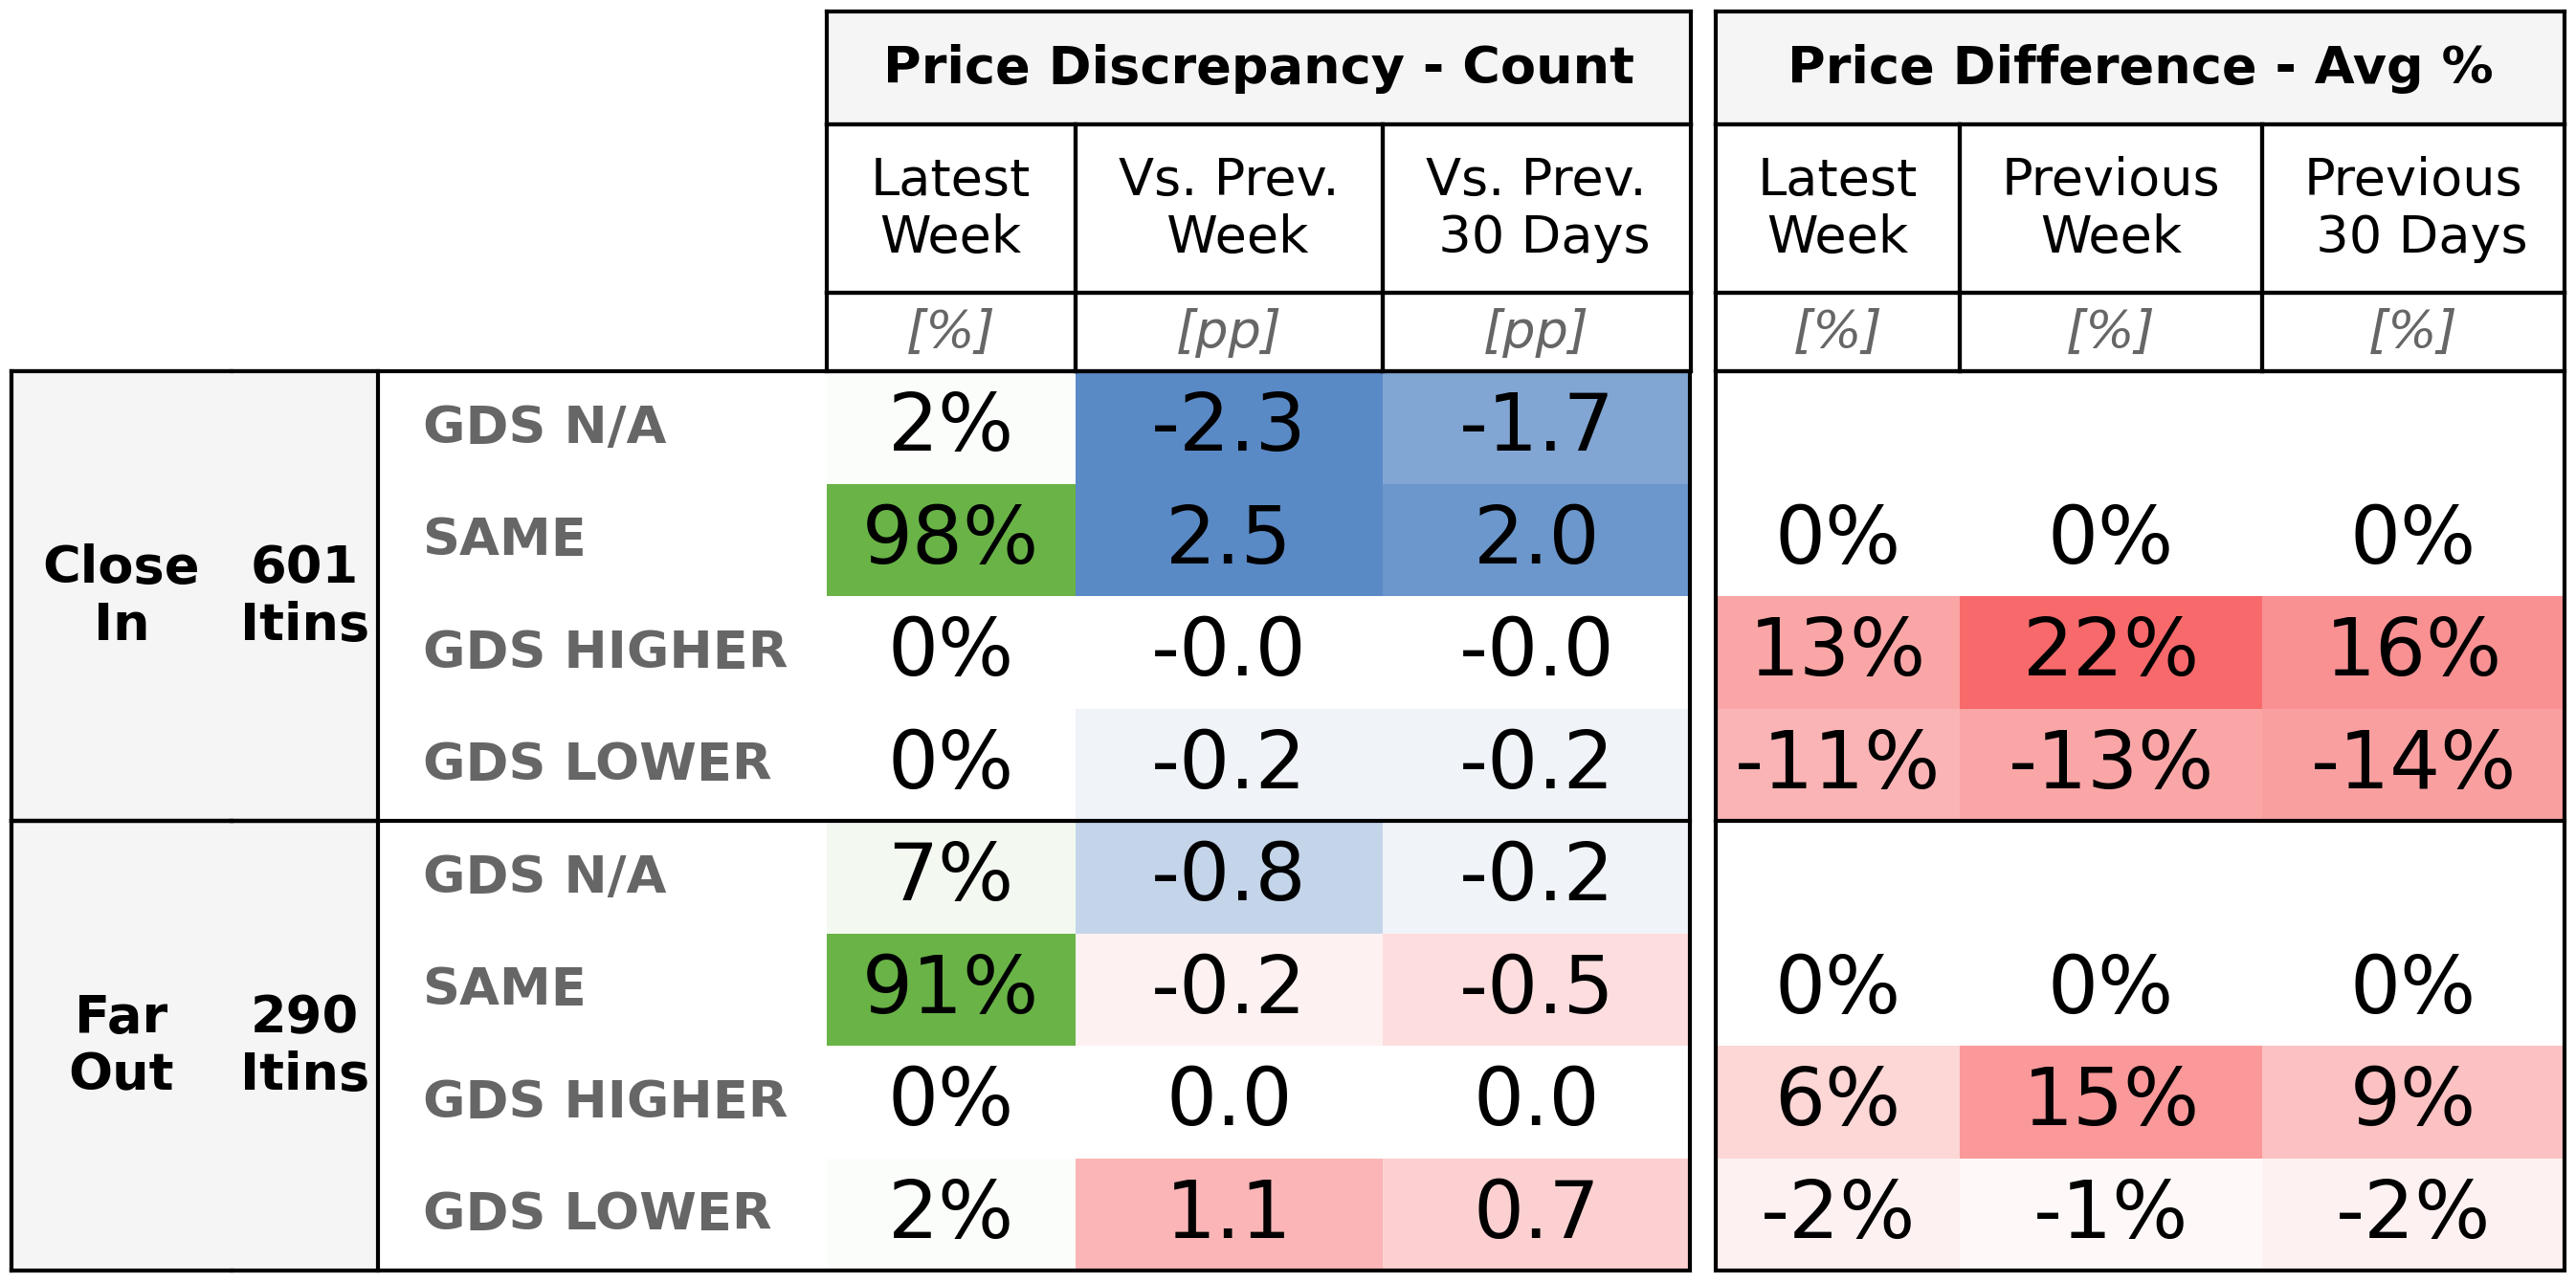 Price Discrepancy - Count Price Difference - Avg %
Latest Week Vs. Prev. Week Vs. Prev. 30 Days Latest Week Previous Week Previous 30 Days
[%] [pp] [pp] [%] [%] [%]
Close In 601 Itins
GDS N/A 2% -2.3 -1.7
SAME 98% 2.5 2.0 0% 0% 0%
GDS HIGHER 0% -0.0 -0.0 13% 22% 16%
GDS LOWER 0% -0.2 -0.2 -11% -13% -14%
Far Out 290 Itins
GDS N/A 7% -0.8 -0.2
SAME 91% -0.2 -0.5 0% 0% 0%
GDS HIGHER 0% 0.0 0.0 6% 15% 9%
GDS LOWER 2% 1.1 0.7 -2% -1% -2%